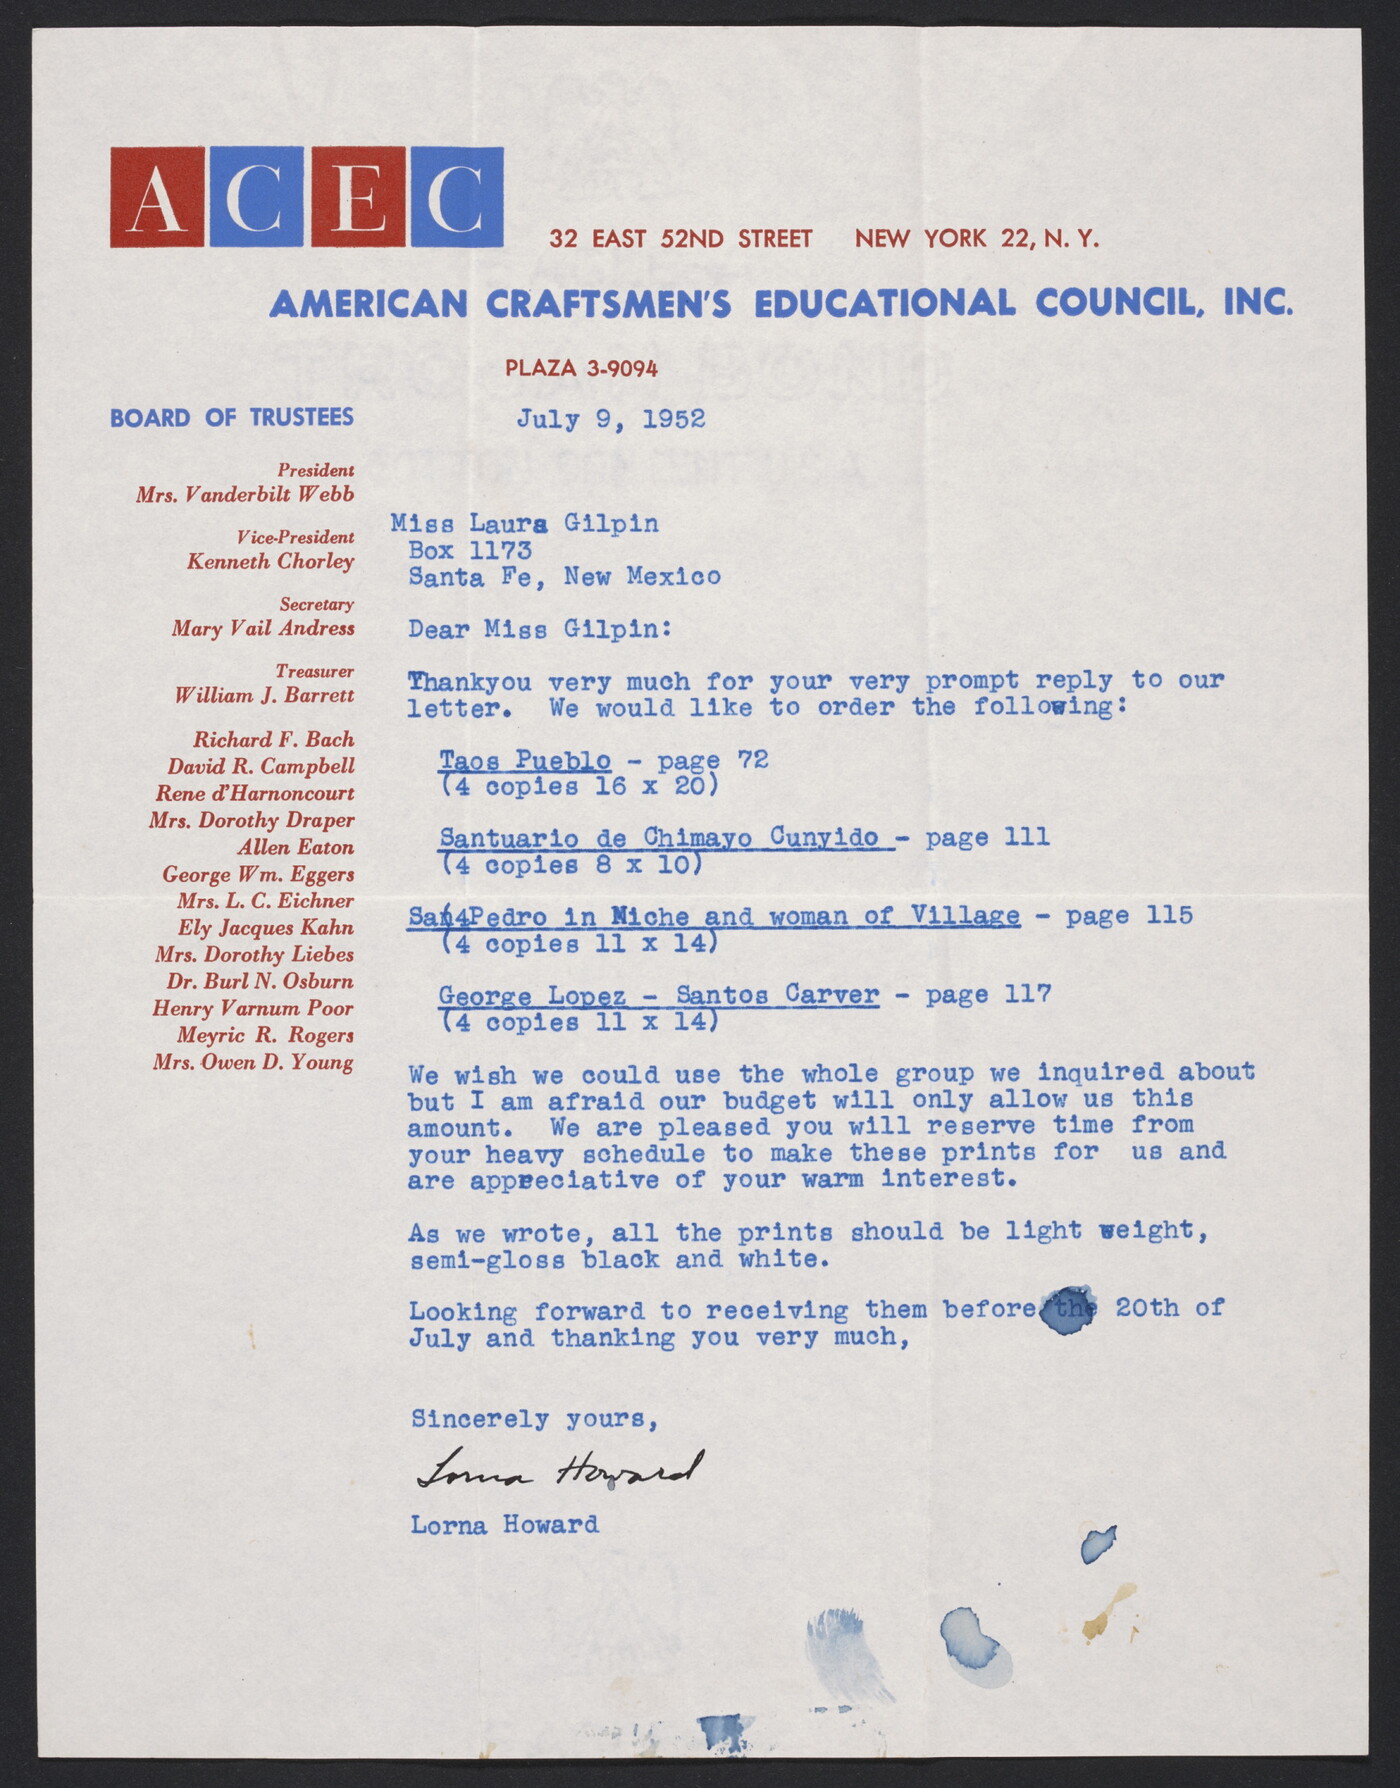 ACEC
32 EAST 52ND STREET NEW YORK 22, N. Y.
AMERICAN CRAFTSMEN'S EDUCATIONAL COUNCIL, INC.
PLAZA 3-9094
BOARD OF TRUSTEES
President
Mrs. Vanderbilt Webb
Vice-President
Kenneth Chorley
Secretary
Mary Vail Andress
Treasurer
William J. Barrett
Richard F. Bach
David R. Campbell
Rene d'Harnoncourt
Mrs. Dorothy Draper
Allen Eaton
George Wm. Eggers
Mrs. L. C. Eichner
Ely Jacques Kahn
Mrs. Dorothy Liebes
Dr. Burl N. Osburn
Henry Varnum Poor
Meyric R. Rogers
Mrs. Owen D. Young
July 9, 1952
Miss Laura Gilpin
Box 1173
Santa Fe, New Mexico
Dear Miss Gilpin:
Thankyou very much for your very prompt reply to our
letter. We would like to order the following:
Taos Pueblo - page 72
(4 copies 16 x 20)
Santuario de Chimayo Cunyido - page 111
(4 copies 8 x 10)
San Pedro in Niche and woman of Village - page 115
(4 copies 11 x 14)
George Lopez - Santos Carver - page 117
(4 copies 11 x 14)
We wish we could use the whole group we inquired about
but I am afraid our budget will only allow us this
amount. We are pleased you will reserve time from
your heavy schedule to make these prints for us and
are appreciative of your warm interest.
As we wrote, all the prints should be light weight,
semi-gloss black and white.
Looking forward to receiving them before the 20th of
July and thanking you very much,
Sincerely yours,
Lorna Howard
Lorna Howard